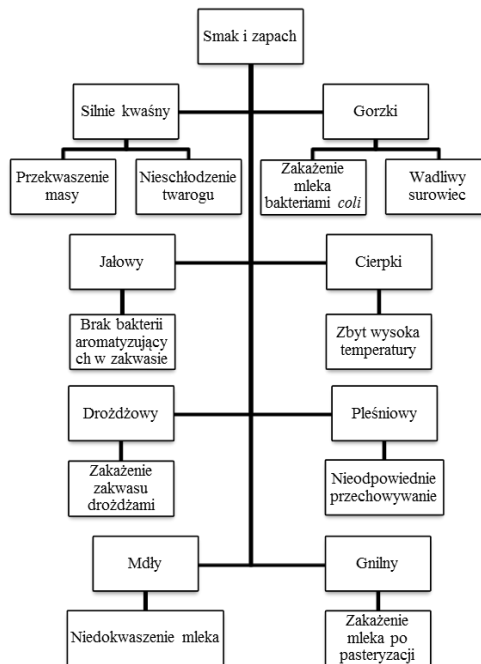 Smak i zapach
Silnie kwaśny
Gorzki
Przekwaszenie
masy
Nieschłodzenie
twarogu
Zakażenie
mleka
bakteriami coli
Wadliwy
surowiec
Jałowy
Cierpki
Brak bakterii
aromatyzujący
ch w zakwasie
Zbyt wysoka
temperatury
Drożdżowy
Pleśniowy
Zakażenie
zakwasu
drożdżami
Nieodpowiednie
przechowywanie
Mdły
Gnilny
Niedokwaszenie mleka
Zakażenie
mleka po
pasteryzacji